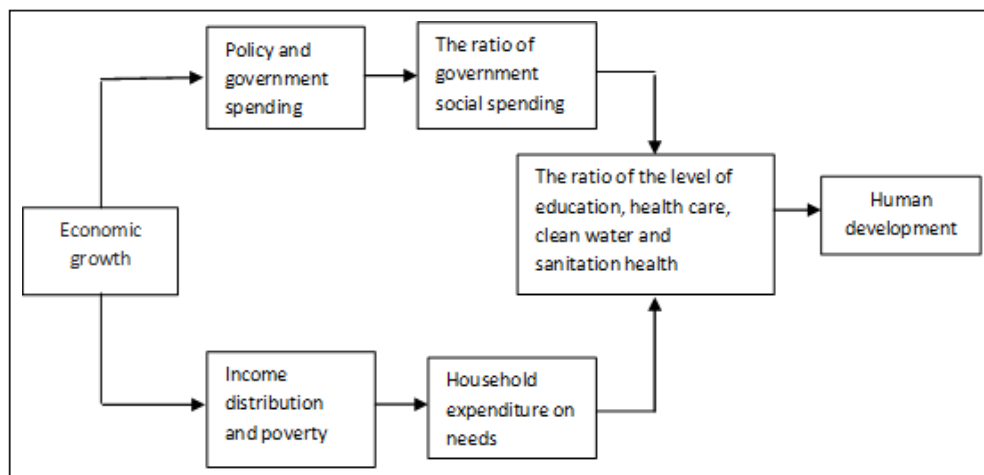 Policy and
government
spending
The ratio of
government
social spending
Economic
growth
The ratio of the level of
education, health care,
clean water and
sanitation health
Human
development
Income
distribution
and poverty
Household
expenditure on
needs